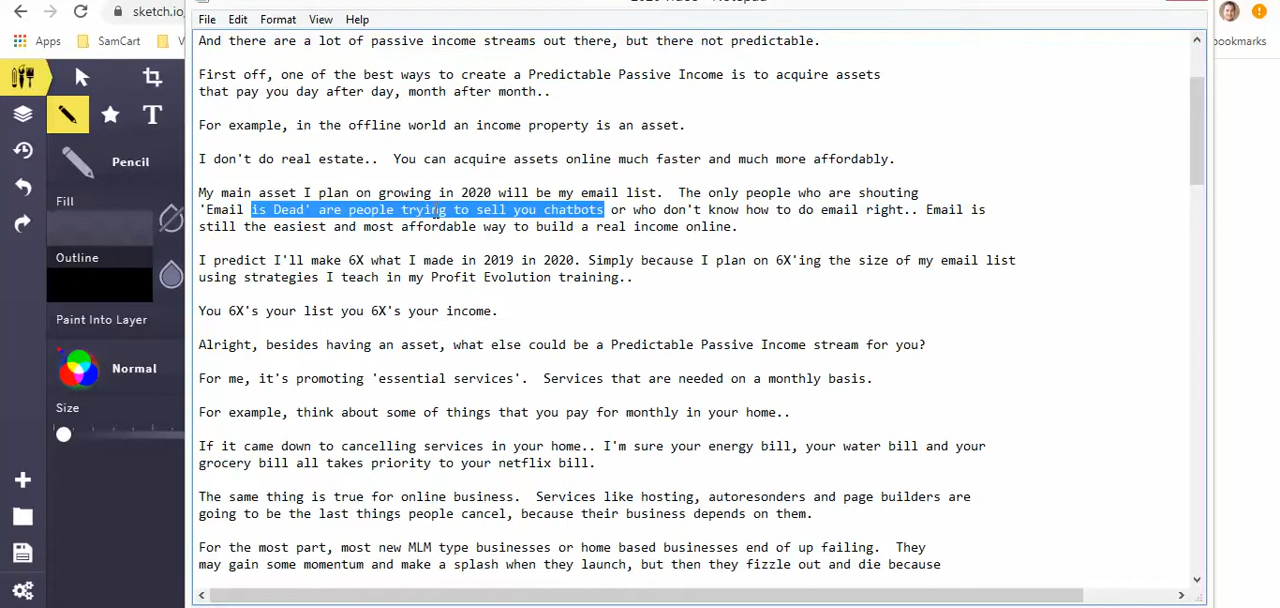 sketch.io
Apps
SamCart
File Edit Format View Help
ookmarks
And there are a lot of passive income streams out there, but there not predictable.
First off, one of the best ways to create a Predictable Passive Income is to acquire assets
that pay you day after day, month after month..
For example, in the offline world an income property is an asset.
I don't do real estate.. You can acquire assets online much faster and much more affordably.
My main asset I plan on growing in 2020 will be my email list. The only people who are shouting
'Email is Dead' are people trying to sell you chatbots or who don't know how to do email right.. Email is
still the easiest and most affordable way to build a real income online.
I predict I'll make 6X what I made in 2019 in 2020. Simply because I plan on 6X'ing the size of my email list
using strategies I teach in my Profit Evolution training..
You 6X's your list you 6X's your income.
Alright, besides having an asset, what else could be a Predictable Passive Income stream for you?
For me, it's promoting 'essential services'. Services that are needed on a monthly basis.
For example, think about some of things that you pay for monthly in your home..
If it came down to cancelling services in your home.. I'm sure your energy bill, your water bill and your
grocery bill all takes priority to your netflix bill.
The same thing is true for online business. Services like hosting, autoresonders and page builders are
going to be the last things people cancel, because their business depends on them.
For the most part, most new MLM type businesses or home based businesses end of up failing. They
may gain some momentum and make a splash when they launch, but then they fizzle out and die because
T
Pencil
Fill
Outline
Paint Into Layer
Normal
Size